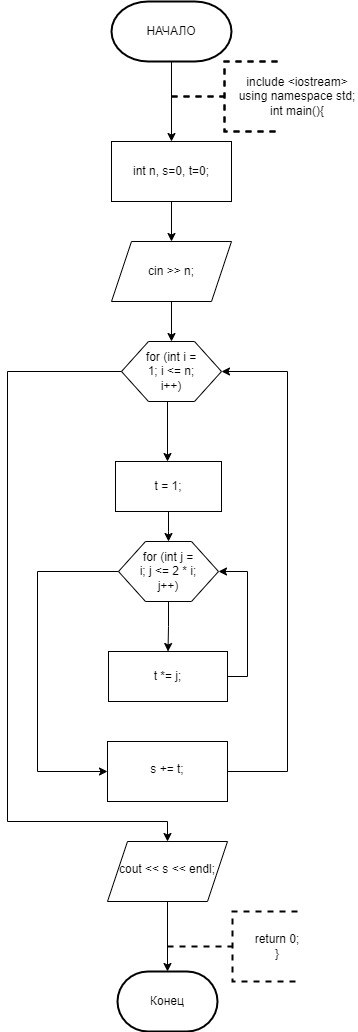 НАЧАЛО
include <iostream>
using namespace std;
int main(){
int n, s=0, t=0;
cin >> n;
for (int i =
1; i <= n;
i++)
t = 1;
for (int j =
i; j <= 2 * i;
j++)
t *= j;
s += t;
cout << s << endl;
return 0;
}
Конец